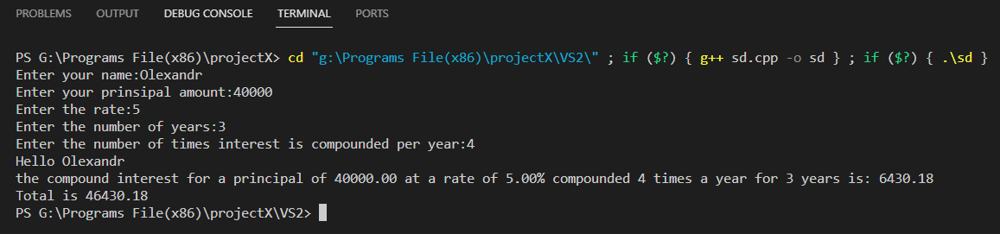 PROBLEMS OUTPUT DEBUG CONSOLE TERMINAL PORTS
PS G:\Programs File(x86)\projectX> cd "g:\Programs File(x86)\projectX\VS2\" ; if ($?) { g++ sd.cpp -o sd } ; if ($?) { .\sd }
Enter your name:Olexandr
Enter your prinsipal amount:40000
Enter the rate:5
Enter the number of years:3
Enter the number of times interest is compounded per year:4
Hello Olexandr
the compound interest for a principal of 40000.00 at a rate of 5.00% compounded 4 times a year for 3 years is: 6430.18
Total is 46430.18
PS G:\Programs File(x86)\projectX\VS2>